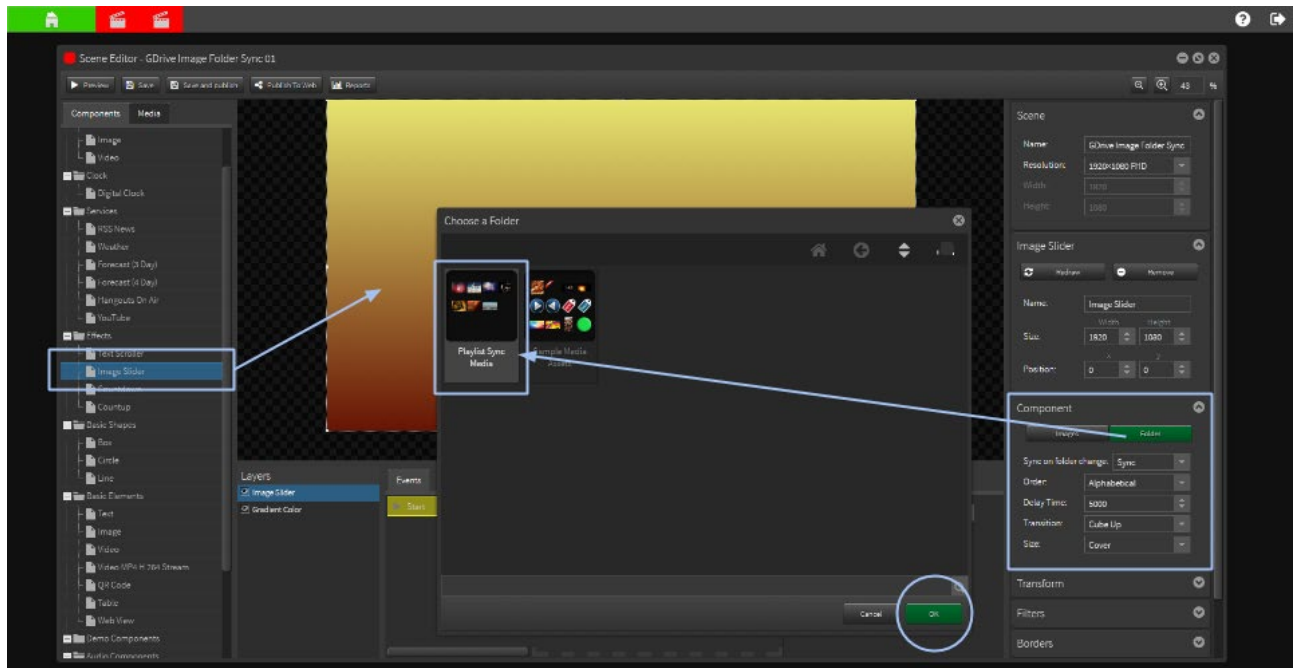 Scene Editor - GDrive Image Folder Sync 01
Preview Save Save and publish Publish To Web Reports
43 %
Components Media
Image
Video
Clock
Digital Clock
Services
RSS News
Weather
Forecast (3 Day)
Forecast (4 Day)
Hangouts On Air
YouTube
Effects
Text Scroller
Image Slider
Countdown
Countup
Basic Shapes
Box
Circle
Line
Basic Elements
Text
Image
Video
Video MP4 H.264 Stream
QR Code
Table
Web View
Demo Components
Audio Components
Layers
Image Slider
Gradient Color
Events
Start
Choose a Folder
Playlist Sync
Media
Sample Media
Assets
Cancel OK
Scene
Name: GDrive Image Folder Sync
Resolution: 1920×1080 FHD
Width: 1920
Height: 1080
Image Slider
Redraw Remove
Name: Image Slider
Width Height
Size: 1920 1080
Position: 0 0
Component
Images Folder
Sync on folder change: Sync
Order: Alphabetical
Delay Time: 5000
Transition: Cube Up
Size: Cover
Transform
Filters
Borders